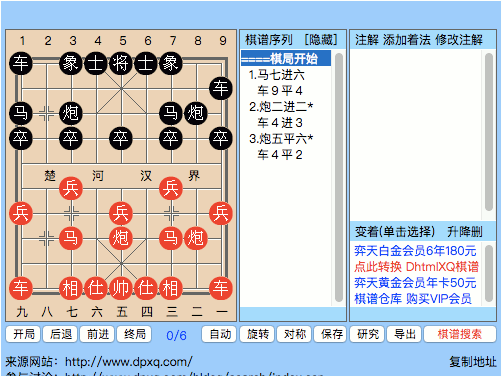 1 2 3 4 5 6 7 8 9
车 象 士 将 士 象
车
马 炮 马 炮
卒 卒 卒 卒 卒
楚 河 汉 界
兵 兵
兵 兵 兵
马 炮 马 炮
车 相 仕 帅 仕 相 车
九 八 七 六 五 四 三 二 一
棋谱序列 [隐藏]
====棋局开始
1.马七进六
车９平４
2.炮二进二*
车４进３
3.炮五平六*
车４平２
注解 添加着法 修改注解
变着(单击选择) 升降删
弈天白金会员6年180元
点此转换 DhtmlXQ棋谱
弈天黄金会员年卡50元
棋谱仓库 购买VIP会员
开局 后退 前进 终局 0/6 自动 旋转 对称 保存 研究 导出 棋谱搜索
来源网站: http://www.dpxq.com/ 复制地址